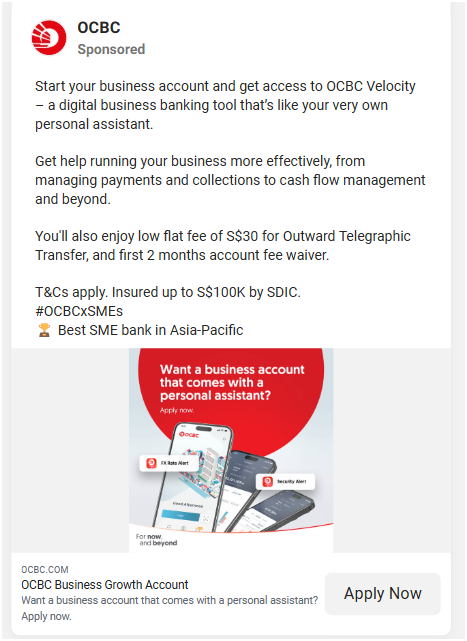 OCBC
Sponsored
Start your business account and get access to OCBC Velocity
– a digital business banking tool that's like your very own
personal assistant.
Get help running your business more effectively, from
managing payments and collections to cash flow management
and beyond.
You'll also enjoy low flat fee of S$30 for Outward Telegraphic
Transfer, and first 2 months account fee waiver.
T&Cs apply. Insured up to S$100K by SDIC.
#OCBCxSMEs
🏆 Best SME bank in Asia-Pacific
Want a business account
that comes with a
personal assistant?
Apply now.
OCBC
FX Rate Alert
Security Alert
For now,
and beyond
OCBC.COM
OCBC Business Growth Account
Want a business account that comes with a personal assistant?
Apply now.
Apply Now